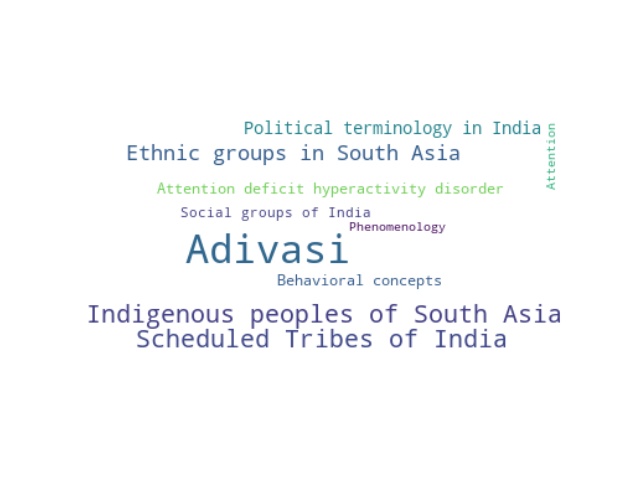 Political terminology in India
Attention
Ethnic groups in South Asia
Attention deficit hyperactivity disorder
Social groups of India
Phenomenology
Adivasi
Behavioral concepts
Indigenous peoples of South Asia
Scheduled Tribes of India